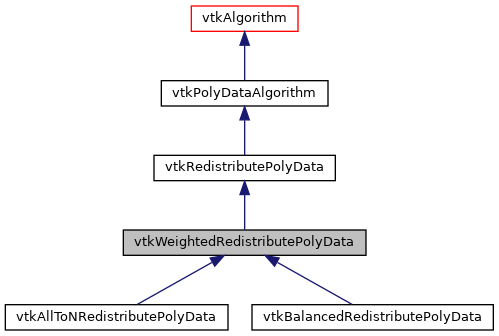 vtkAlgorithm
vtkPolyDataAlgorithm
vtkRedistributePolyData
vtkWeightedRedistributePolyData
vtkAllToNRedistributePolyData
vtkBalancedRedistributePolyData